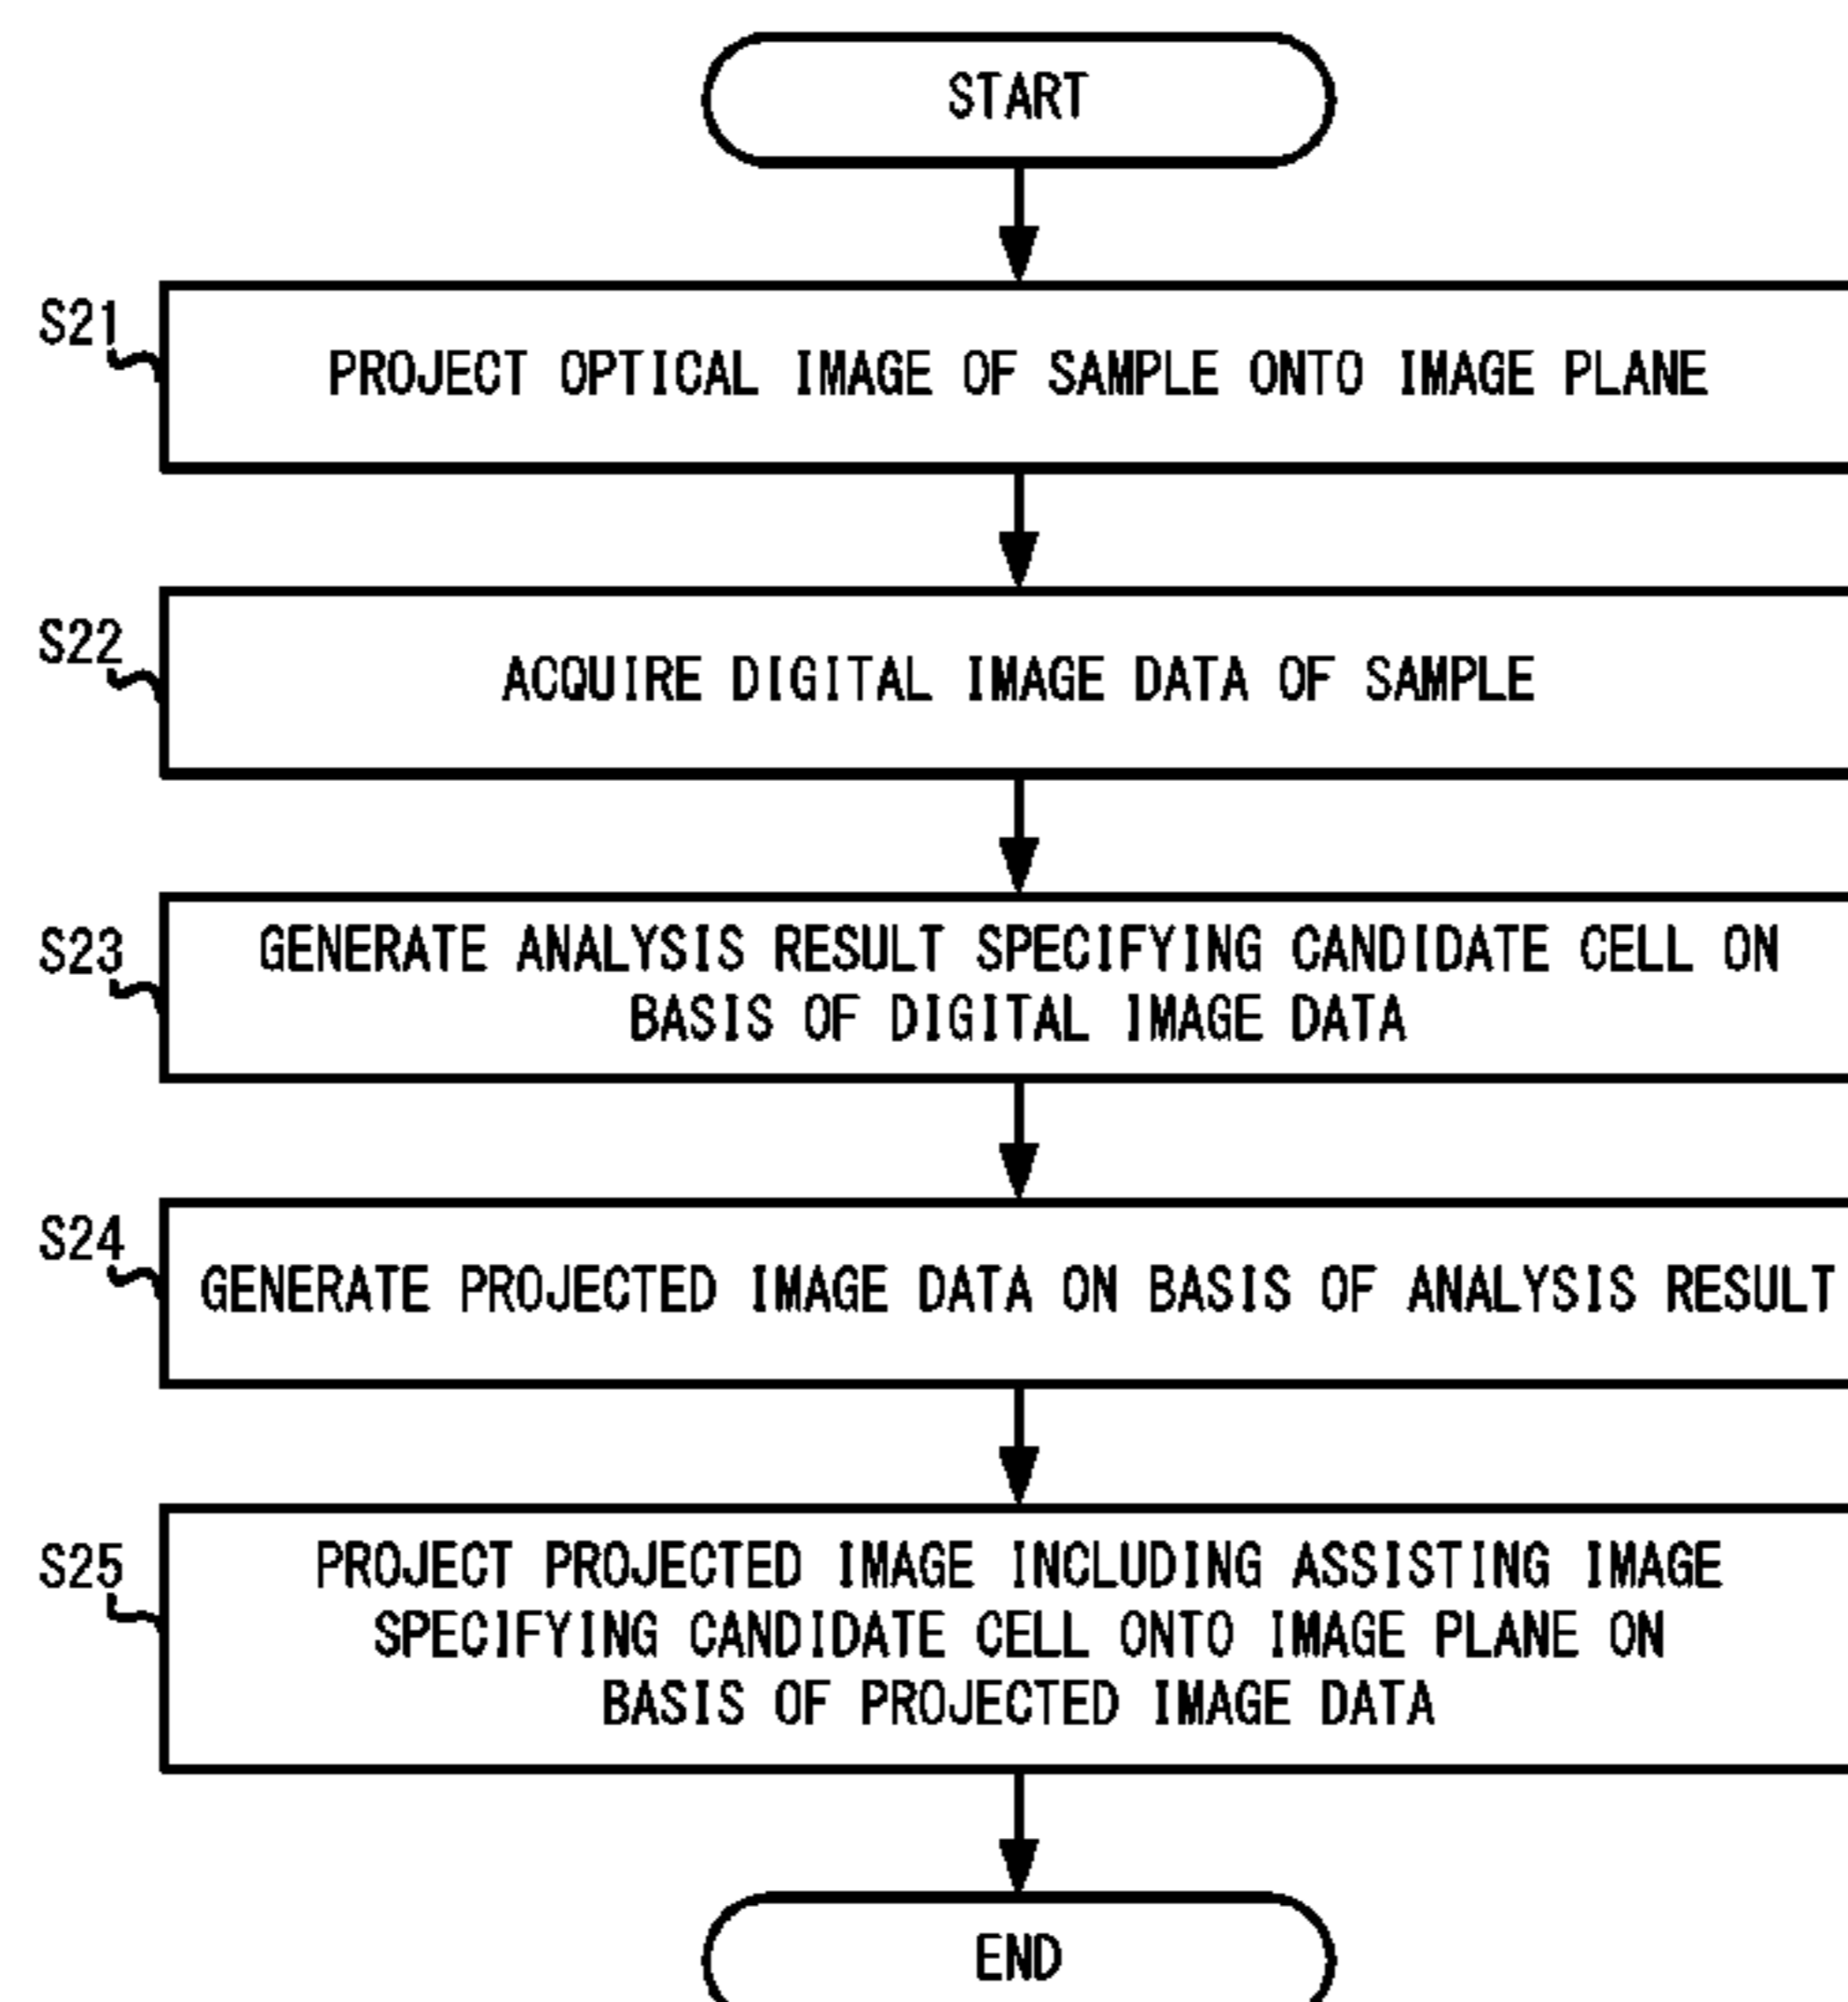 START
S21
PROJECT OPTICAL IMAGE OF SAMPLE ONTO IMAGE PLANE
S22
ACQUIRE DIGITAL IMAGE DATA OF SAMPLE
S23
GENERATE ANALYSIS RESULT SPECIFYING CANDIDATE CELL ON
BASIS OF DIGITAL IMAGE DATA
S24
GENERATE PROJECTED IMAGE DATA ON BASIS OF ANALYSIS RESULT
S25
PROJECT PROJECTED IMAGE INCLUDING ASSISTING IMAGE
SPECIFYING CANDIDATE CELL ONTO IMAGE PLANE ON
BASIS OF PROJECTED IMAGE DATA
END